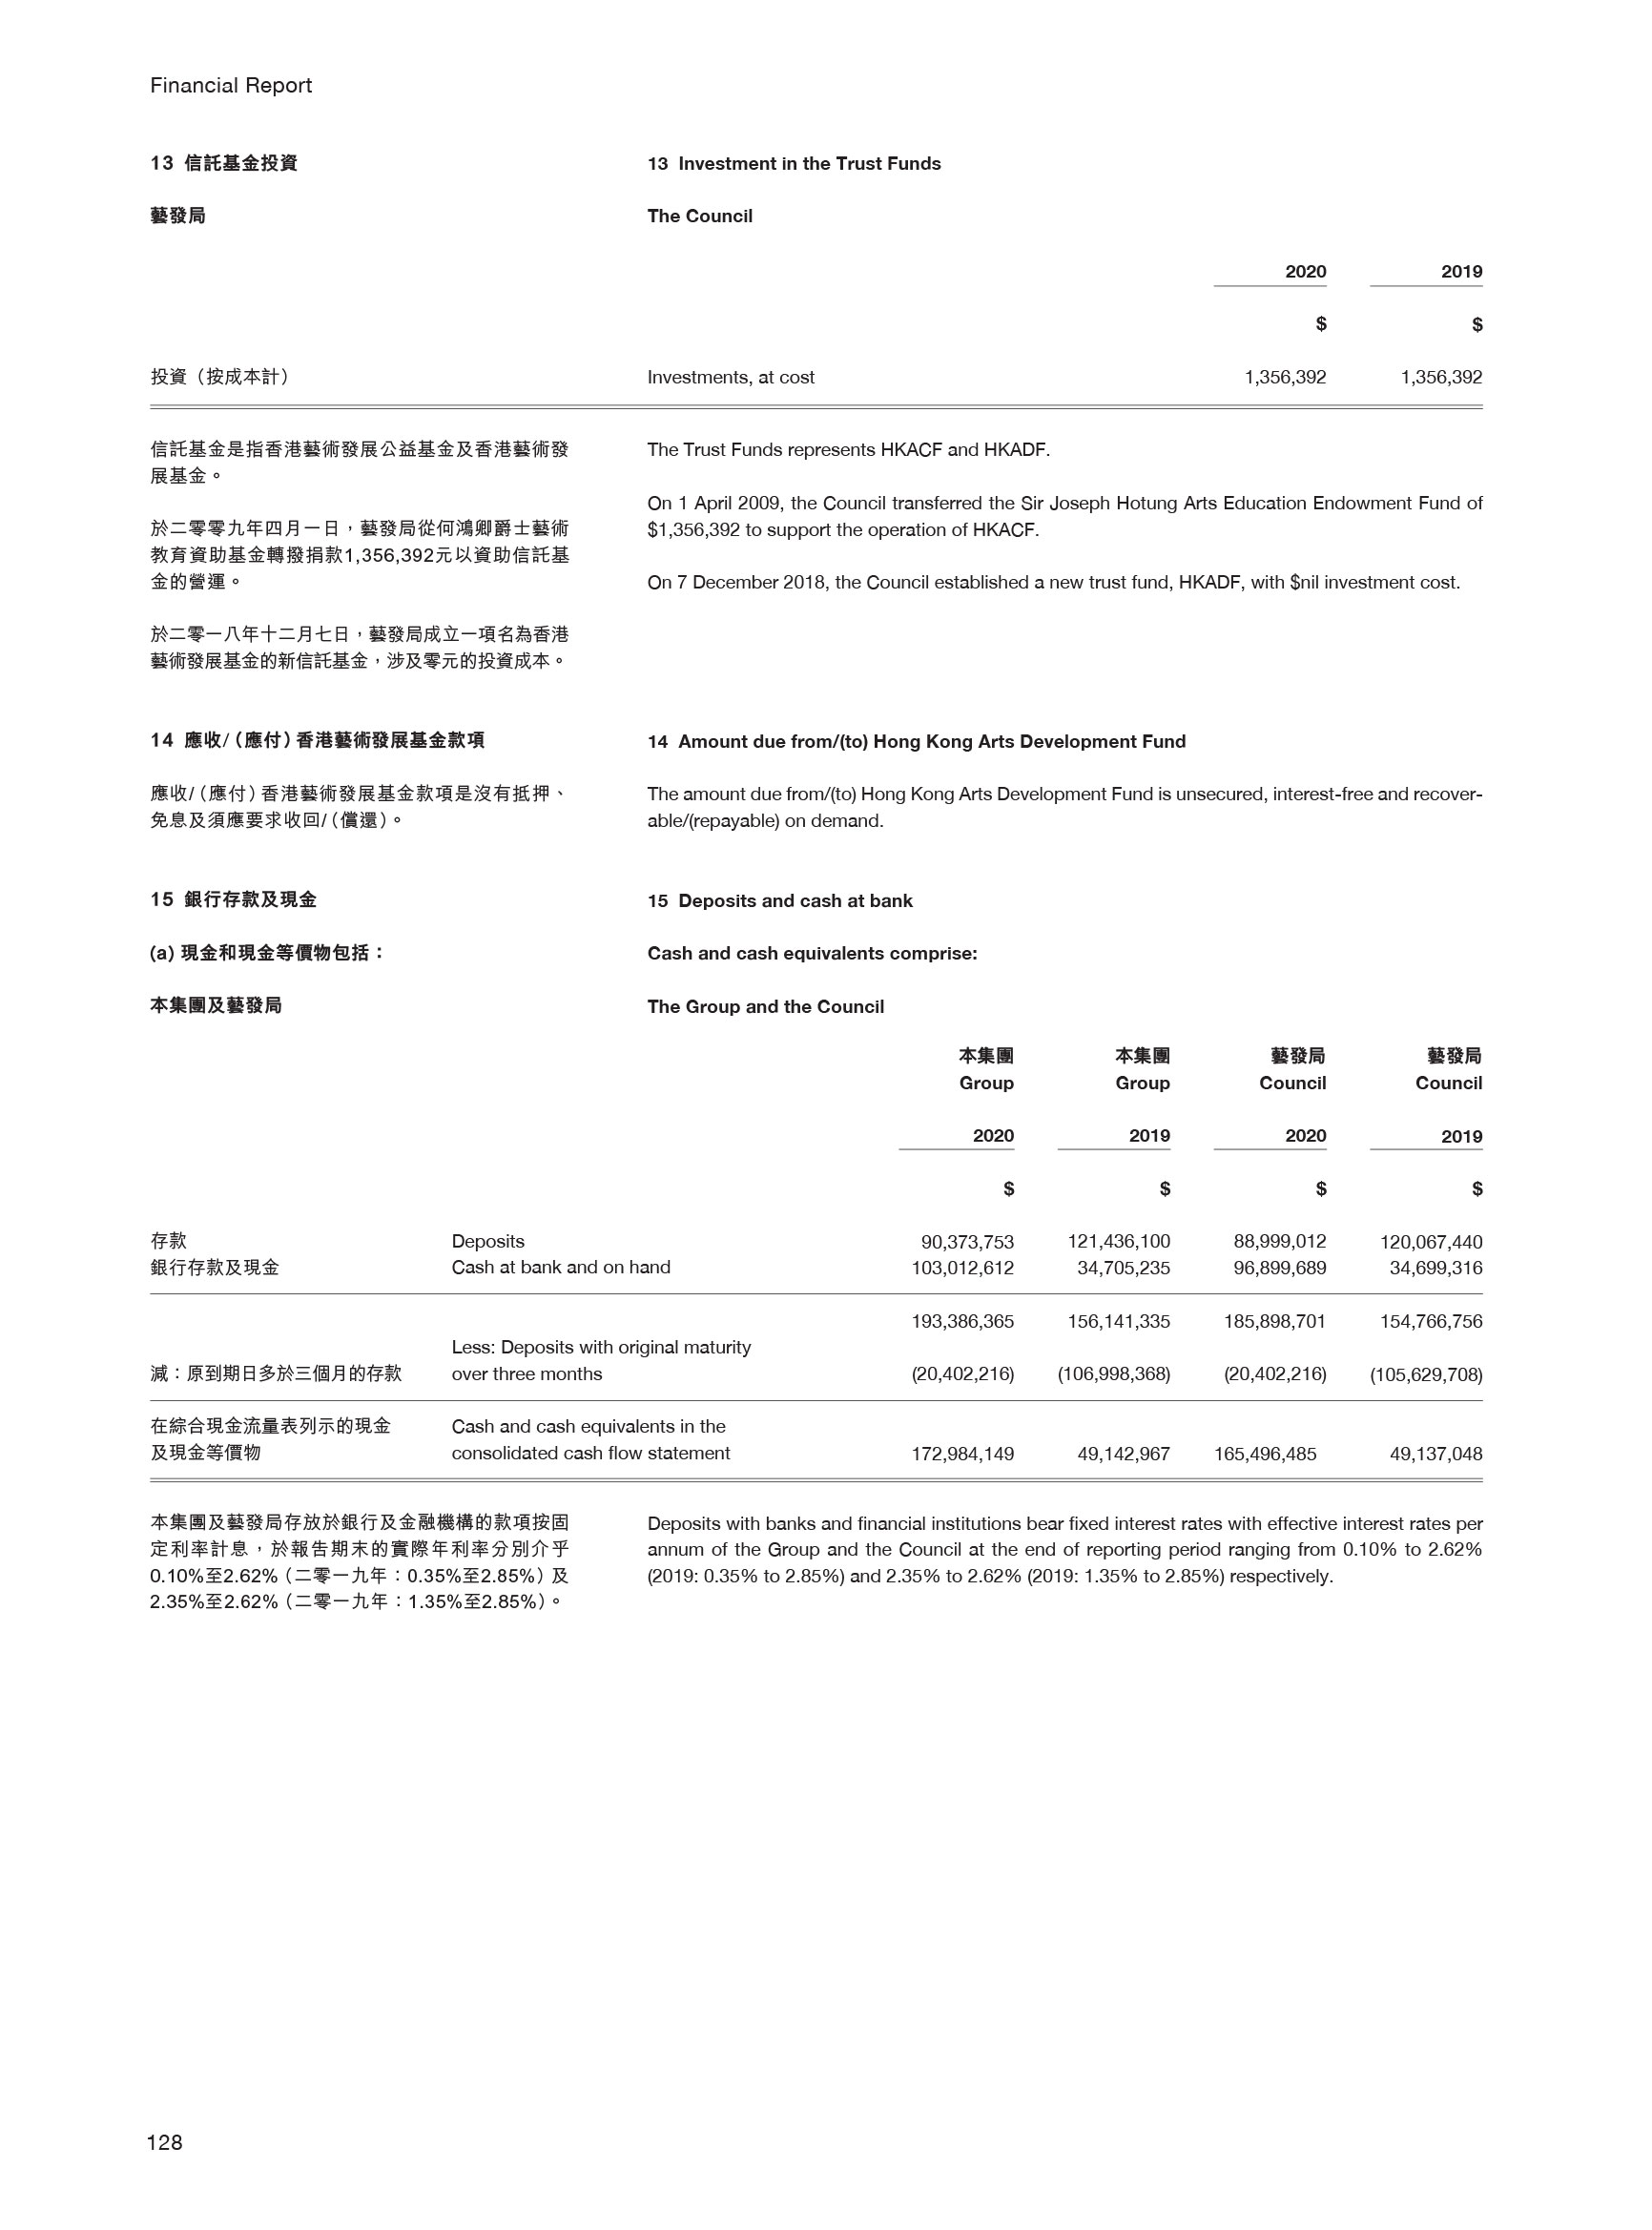 Financial Report
13 信託基金投資
13 Investment in the Trust Funds
藝發局
The Council
2020 2019
$ $
投資（按成本計） Investments, at cost 1,356,392 1,356,392
信託基金是指香港藝術發展公益基金及香港藝術發
展基金。
於二零零九年四月一日，藝發局從何鴻卿爵士藝術
教育資助基金轉撥捐款1,356,392元以資助信託基
金的營運。
於二零一八年十二月七日，藝發局成立一項名為香港
藝術發展基金的新信託基金，涉及零元的投資成本。
The Trust Funds represents HKACF and HKADF.
On 1 April 2009, the Council transferred the Sir Joseph Hotung Arts Education Endowment Fund of
$1,356,392 to support the operation of HKACF.
On 7 December 2018, the Council established a new trust fund, HKADF, with $nil investment cost.
14 應收/（應付）香港藝術發展基金款項
14 Amount due from/(to) Hong Kong Arts Development Fund
應收/（應付）香港藝術發展基金款項是沒有抵押、
免息及須應要求收回/（償還）。
The amount due from/(to) Hong Kong Arts Development Fund is unsecured, interest-free and recover-
able/(repayable) on demand.
15 銀行存款及現金
15 Deposits and cash at bank
(a) 現金和現金等價物包括：
Cash and cash equivalents comprise:
本集團及藝發局
The Group and the Council
本集團 本集團 藝發局 藝發局
Group Group Council Council
2020 2019 2020 2019
$ $ $ $
存款 Deposits 90,373,753 121,436,100 88,999,012 120,067,440
銀行存款及現金 Cash at bank and on hand 103,012,612 34,705,235 96,899,689 34,699,316
193,386,365 156,141,335 185,898,701 154,766,756
Less: Deposits with original maturity
減：原到期日多於三個月的存款 over three months (20,402,216) (106,998,368) (20,402,216) (105,629,708)
在綜合現金流量表列示的現金 Cash and cash equivalents in the
及現金等價物 consolidated cash flow statement 172,984,149 49,142,967 165,496,485 49,137,048
本集團及藝發局存放於銀行及金融機構的款項按固
定利率計息，於報告期末的實際年利率分別介乎
0.10%至2.62%（二零一九年：0.35%至2.85%）及
2.35%至2.62%（二零一九年：1.35%至2.85%）。
Deposits with banks and financial institutions bear fixed interest rates with effective interest rates per
annum of the Group and the Council at the end of reporting period ranging from 0.10% to 2.62%
(2019: 0.35% to 2.85%) and 2.35% to 2.62% (2019: 1.35% to 2.85%) respectively.
128